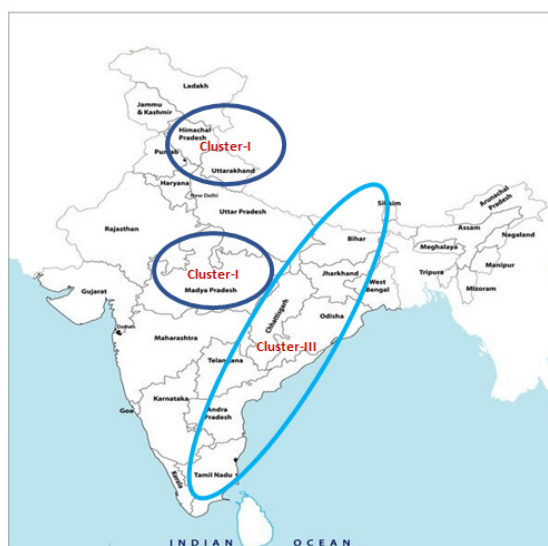 Ladakh
Jammu
& Kashmir
Himachal
Pradesh
Cluster-I
Punjab
Uttarakhand
Haryana
New Delhi
Arunachal
Pradesh
Sikkim
Rajasthan
Uttar Pradesh
Assam
Nagaland
Bihar
Meghalaya
Manipur
Cluster-I
Jharkhand
West
Bengal
Tripura
Mizoram
Gujarat
Madya Pradesh
Chhattisgarh
Odisha
Daman
Maharashtra
Cluster-III
Telangana
Karnataka
Goa
Andra
Pradesh
Tamil Nadu
Kerala
INDIAN OCEAN